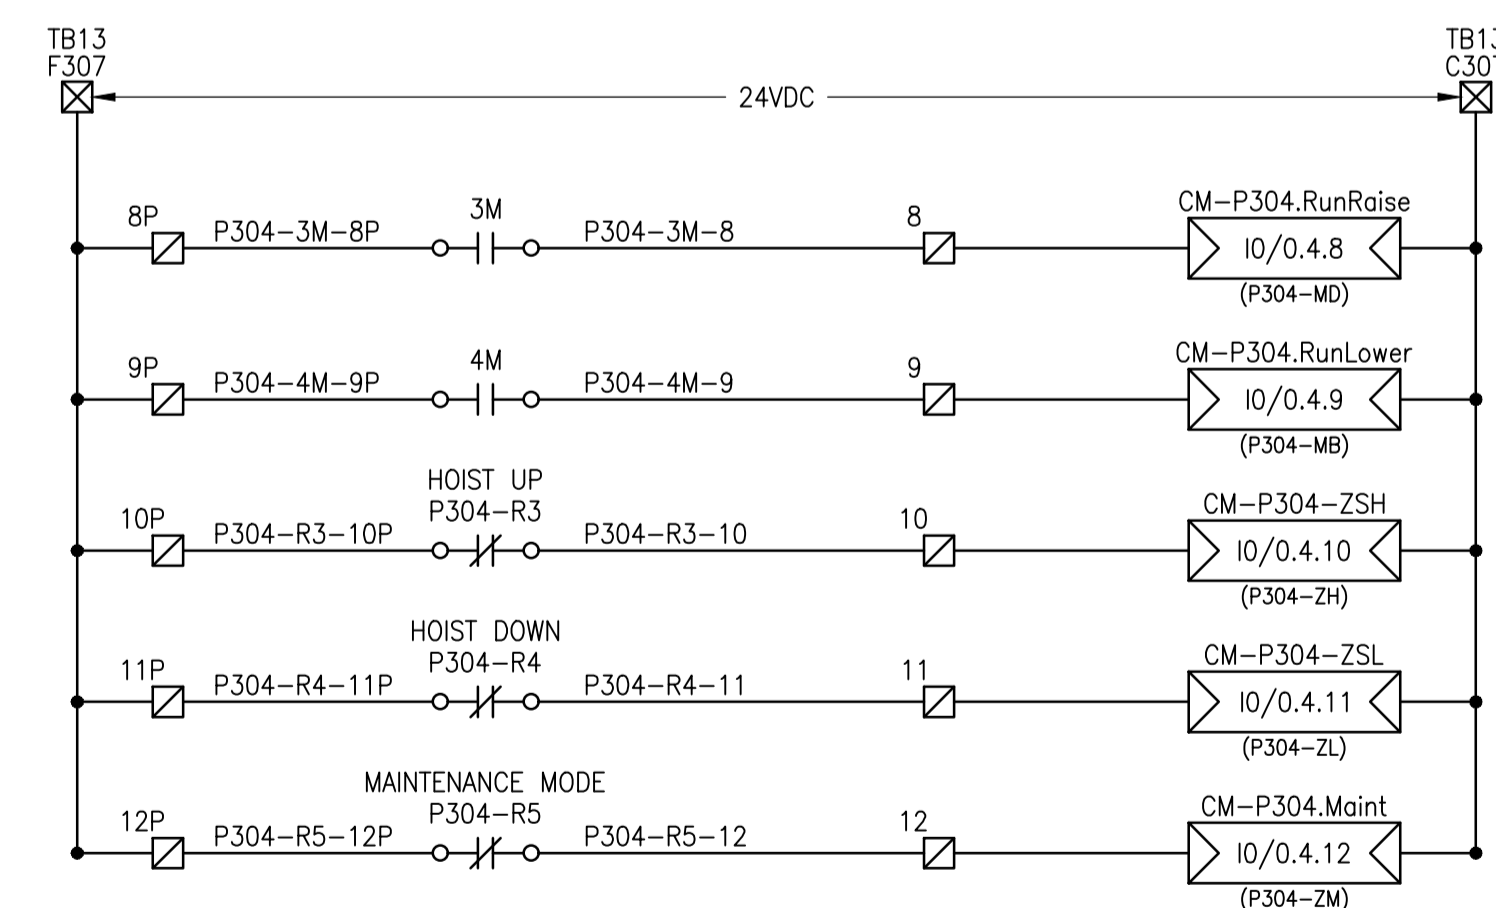 TB13
F307
TB13
C307
24VDC
8P
P304-3M-8P
3M
P304-3M-8
8
CM-P304.RunRaise
I0/0.4.8
(P304-MD)
9P
P304-4M-9P
4M
P304-4M-9
9
CM-P304.RunLower
I0/0.4.9
(P304-MB)
HOIST UP
P304-R3
10P
P304-R3-10P
P304-R3-10
10
CM-P304-ZSH
I0/0.4.10
(P304-ZH)
HOIST DOWN
P304-R4
11P
P304-R4-11P
P304-R4-11
11
CM-P304-ZSL
I0/0.4.11
(P304-ZL)
MAINTENANCE MODE
P304-R5
12P
P304-R5-12P
P304-R5-12
12
CM-P304.Maint
I0/0.4.12
(P304-ZM)